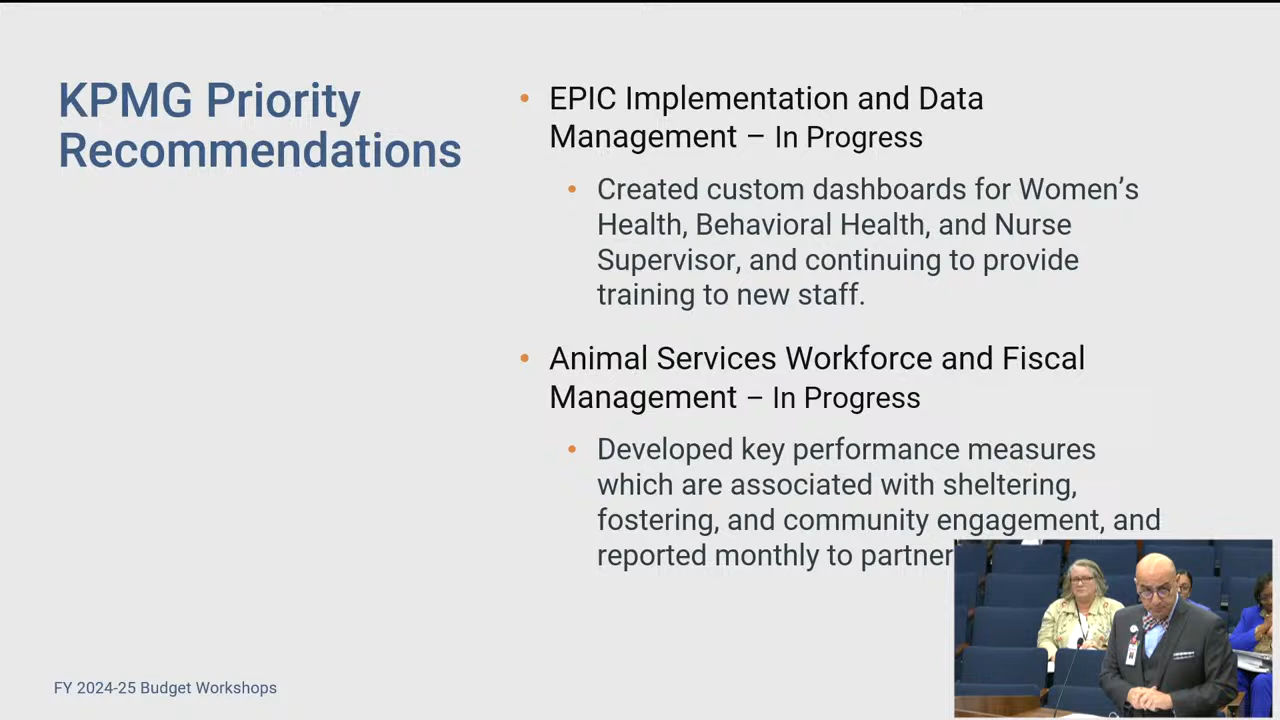 KPMG Priority
Recommendations
• EPIC Implementation and Data
Management – In Progress
• Created custom dashboards for Women’s
Health, Behavioral Health, and Nurse
Supervisor, and continuing to provide
training to new staff.
• Animal Services Workforce and Fiscal
Management – In Progress
• Developed key performance measures
which are associated with sheltering,
fostering, and community engagement, and
reported monthly to partner
FY 2024-25 Budget Workshops